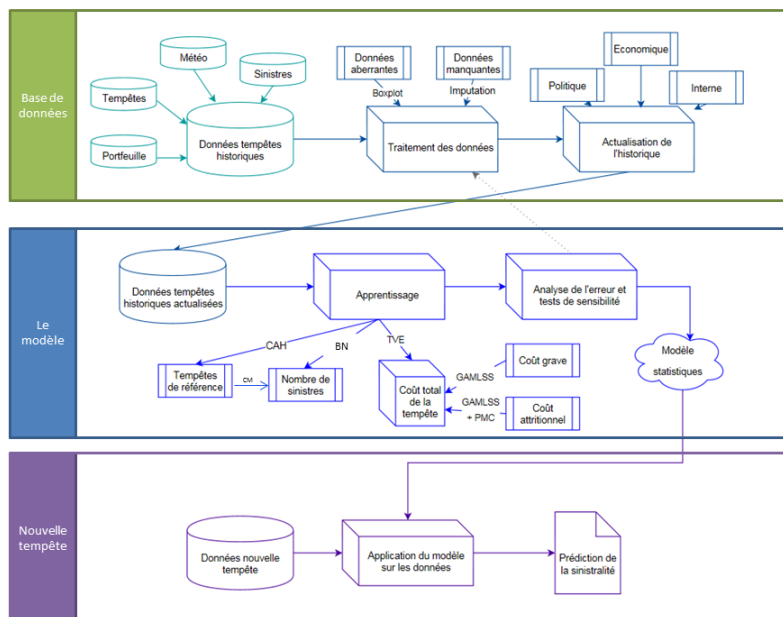 Base de
données
Météo
Sinistres
Tempêtes
Portfeuille
Données tempêtes
historiques
Données
aberrantes
Boxplot
Données
manquantes
Imputation
Traitement des données
Economique
Politique
Interne
Actualisation de
l'historique
Le
modèle
Données tempêtes
historiques actualisées
Apprentissage
Analyse de l'erreur et
tests de sensibilité
CAH
BN
TVE
Tempêtes
de référence
CM
Nombre de
sinistres
Coût total
de la
tempête
GAMLSS
Coût grave
GAMLSS
+ PMC
Coût
attritionnel
Modèle
statistiques
Nouvelle
tempête
Données nouvelle
tempête
Application du modèle
sur les données
Prédiction de
la sinistralité